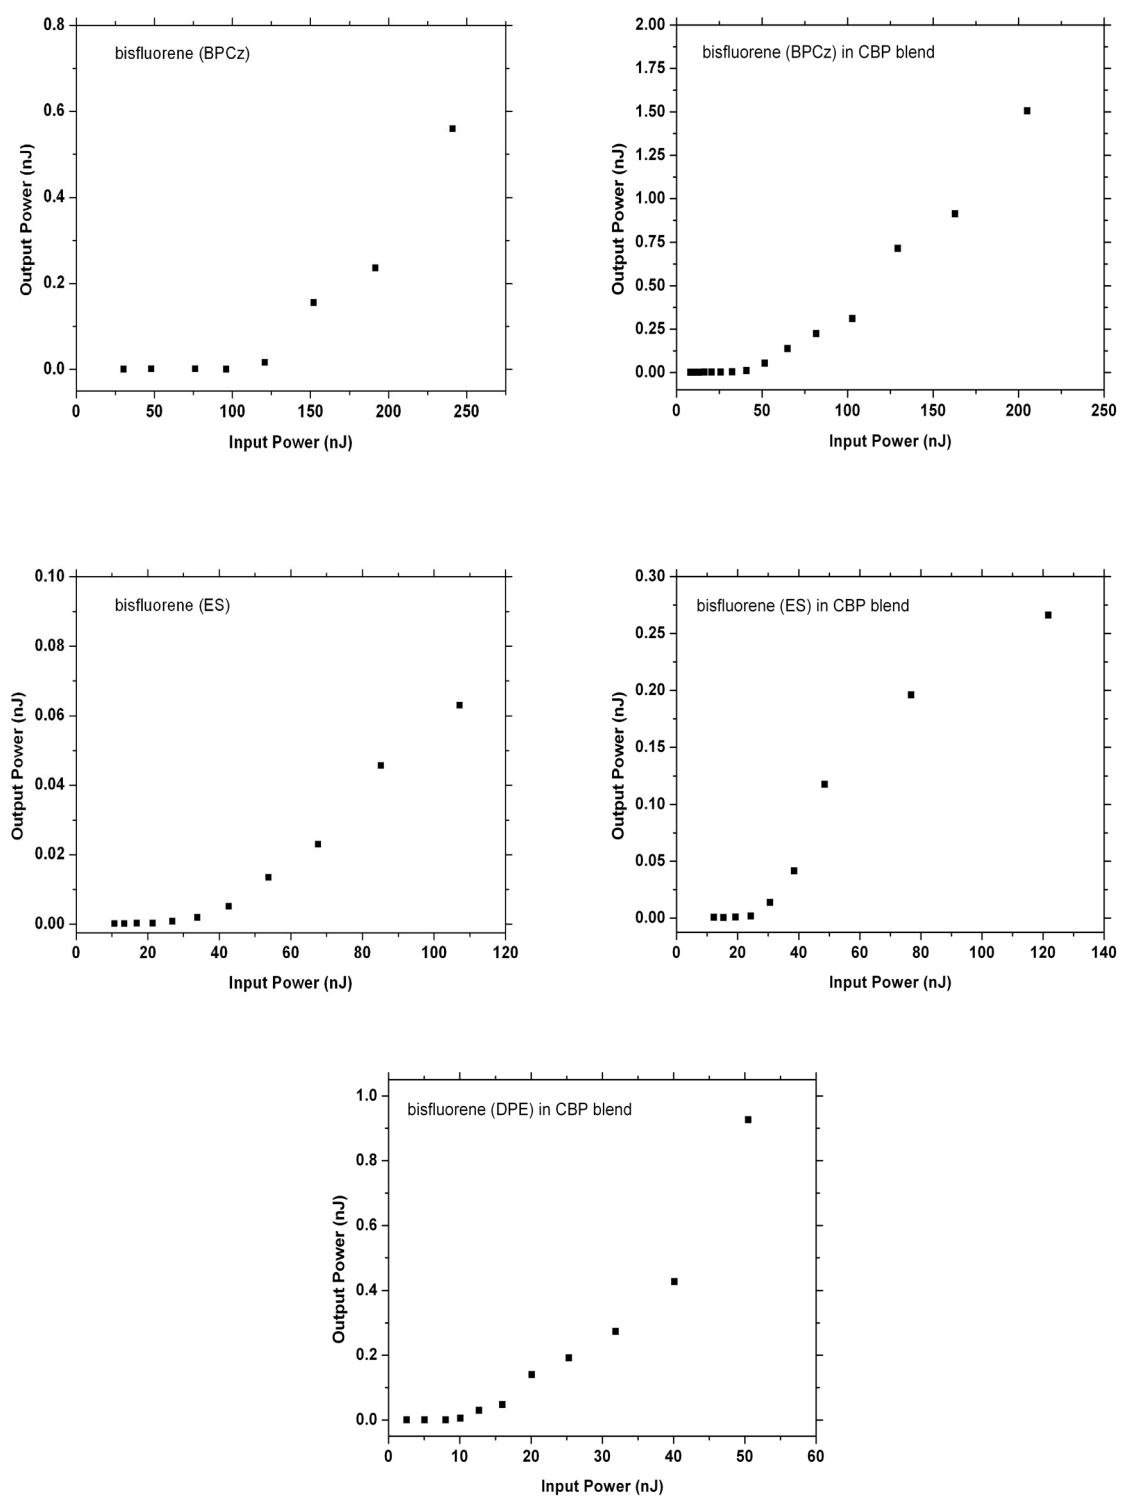 bisfluorene (BPCz)
0.8
0.6
0.4
0.2
0.0
Output Power (nJ)
0 50 100 150 200 250
Input Power (nJ)
bisfluorene (BPCz) in CBP blend
2.00
1.75
1.50
1.25
1.00
0.75
0.50
0.25
0.00
Output Power (nJ)
0 50 100 150 200 250
Input Power (nJ)
bisfluorene (ES)
0.10
0.08
0.06
0.04
0.02
0.00
Output Power (nJ)
0 20 40 60 80 100 120
Input Power (nJ)
bisfluorene (ES) in CBP blend
0.30
0.25
0.20
0.15
0.10
0.05
0.00
Output Power (nJ)
0 20 40 60 80 100 120 140
Input Power (nJ)
bisfluorene (DPE) in CBP blend
1.0
0.8
0.6
0.4
0.2
0.0
Output Power (nJ)
0 10 20 30 40 50 60
Input Power (nJ)